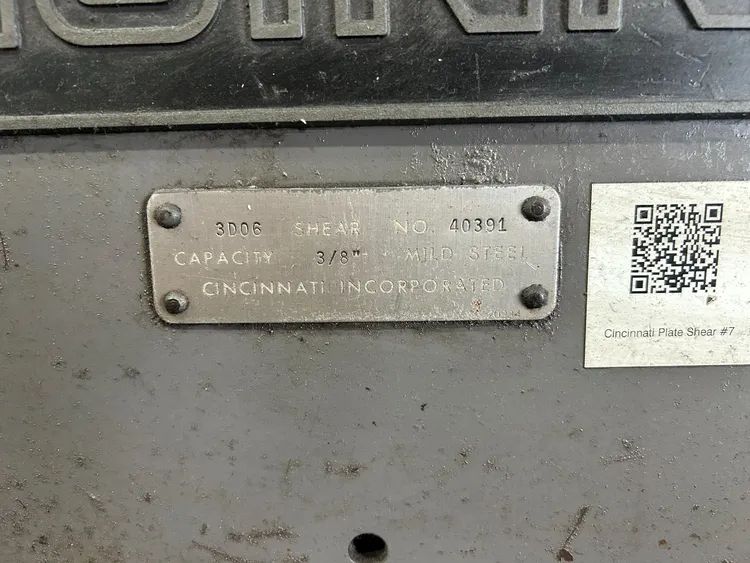 3D06 SHEAR NO. 40391
CAPACITY 3/8" MILD STEEL
CINCINNATI INCORPORATED
Cincinnati Plate Shear #7